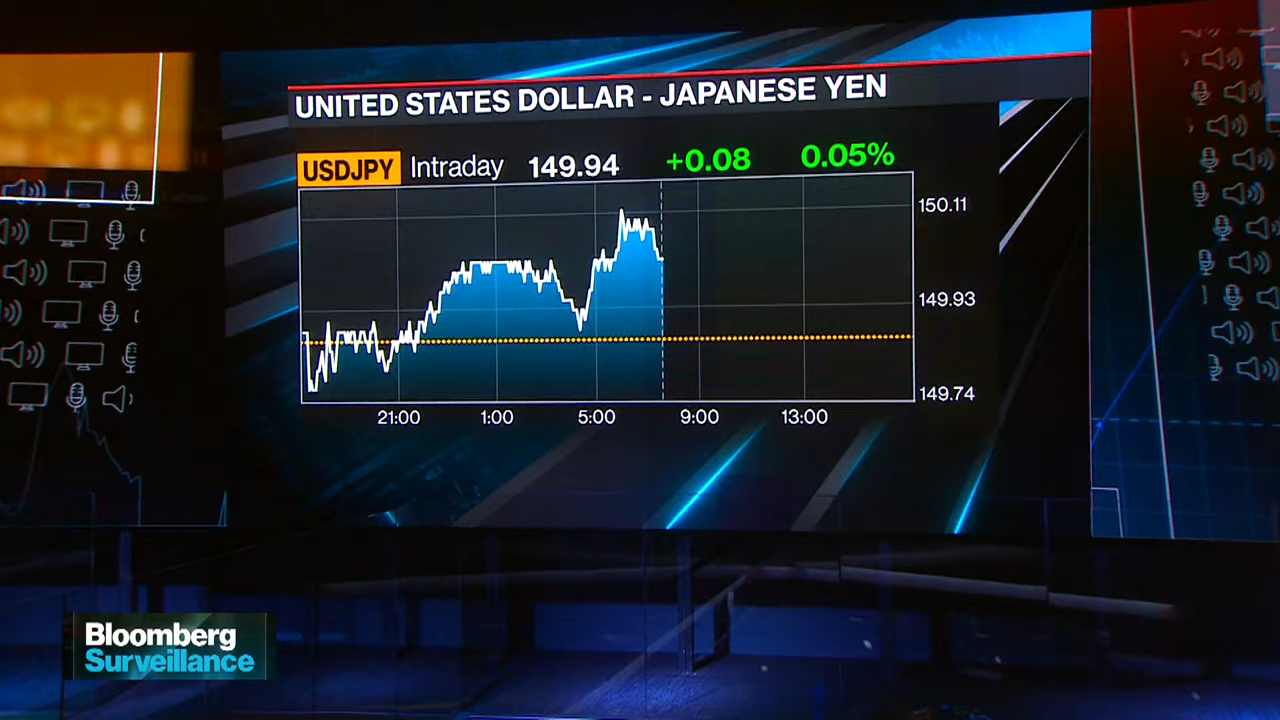 UNITED STATES DOLLAR - JAPANESE YEN
USDJPY Intraday 149.94 +0.08 0.05%
150.11
149.93
149.74
21:00 1:00 5:00 9:00 13:00
Bloomberg
Surveillance